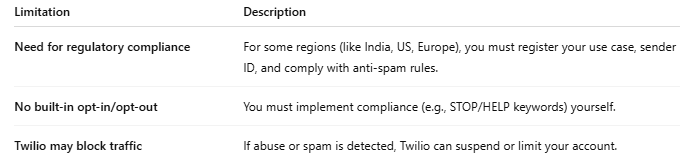 Limitation Description
Need for regulatory compliance For some regions (like India, US, Europe), you must register your use case, sender
ID, and comply with anti-spam rules.
No built-in opt-in/opt-out You must implement compliance (e.g., STOP/HELP keywords) yourself.
Twilio may block traffic If abuse or spam is detected, Twilio can suspend or limit your account.